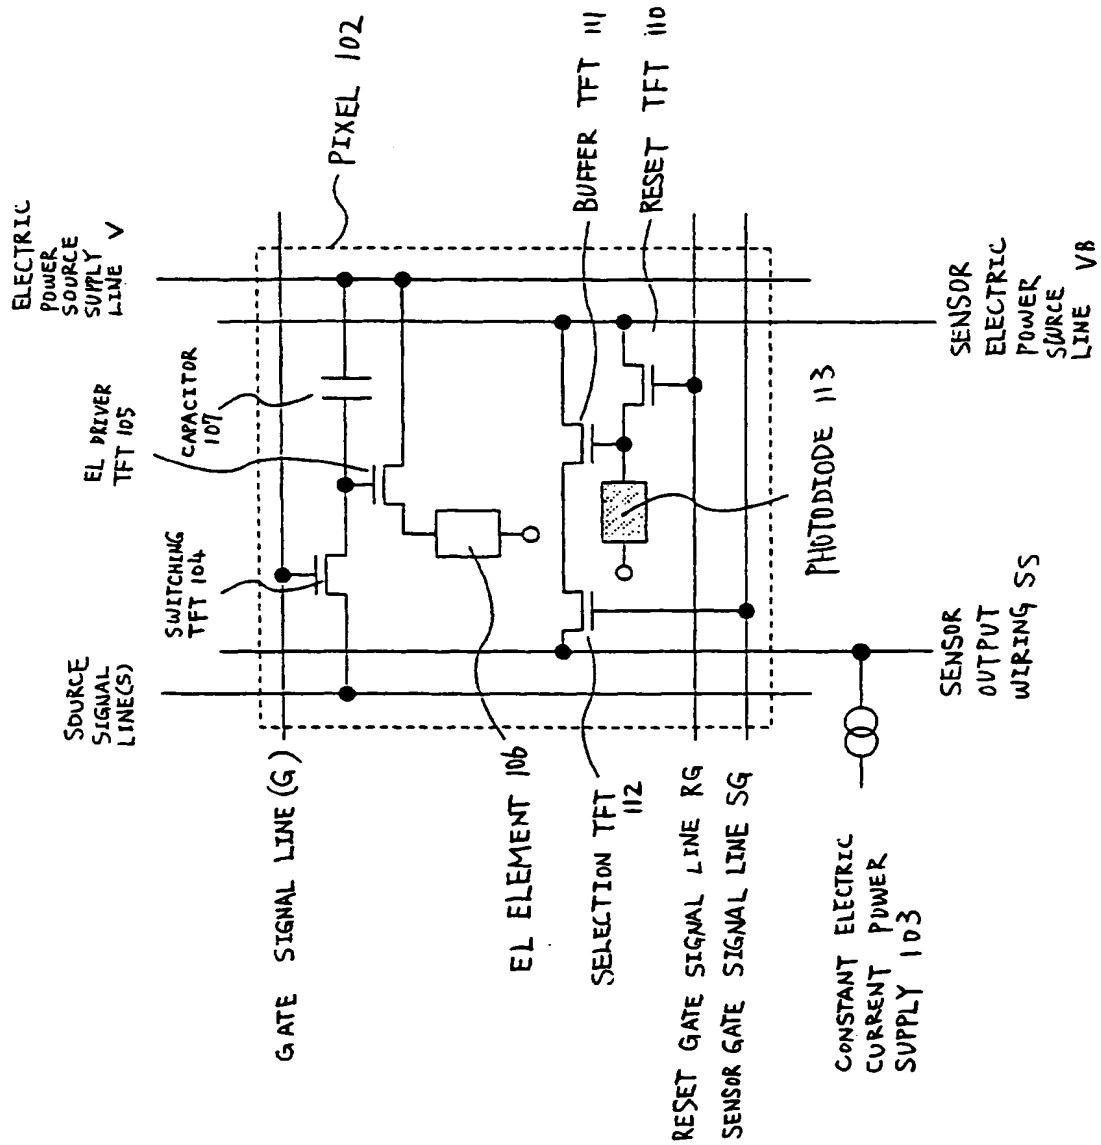 ELECTRIC
POWER
SOURCE
SUPPLY
LINE V
PIXEL 102
BUFFER TFT 111
RESET TFT 110
CAPACITOR
107
EL DRIVER
TFT 105
SWITCHING
TFT 104
SOURCE
SIGNAL
LINE(S)
SENSOR
ELECTRIC
POWER
SOURCE
LINE VB
PHOTODIODE 113
SENSOR
OUTPUT
WIRING SS
GATE SIGNAL LINE (G)
EL ELEMENT 106
SELECTION TFT
112
RESET GATE SIGNAL LINE RG
SENSOR GATE SIGNAL LINE SG
CONSTANT ELECTRIC
CURRENT POWER
SUPPLY 103